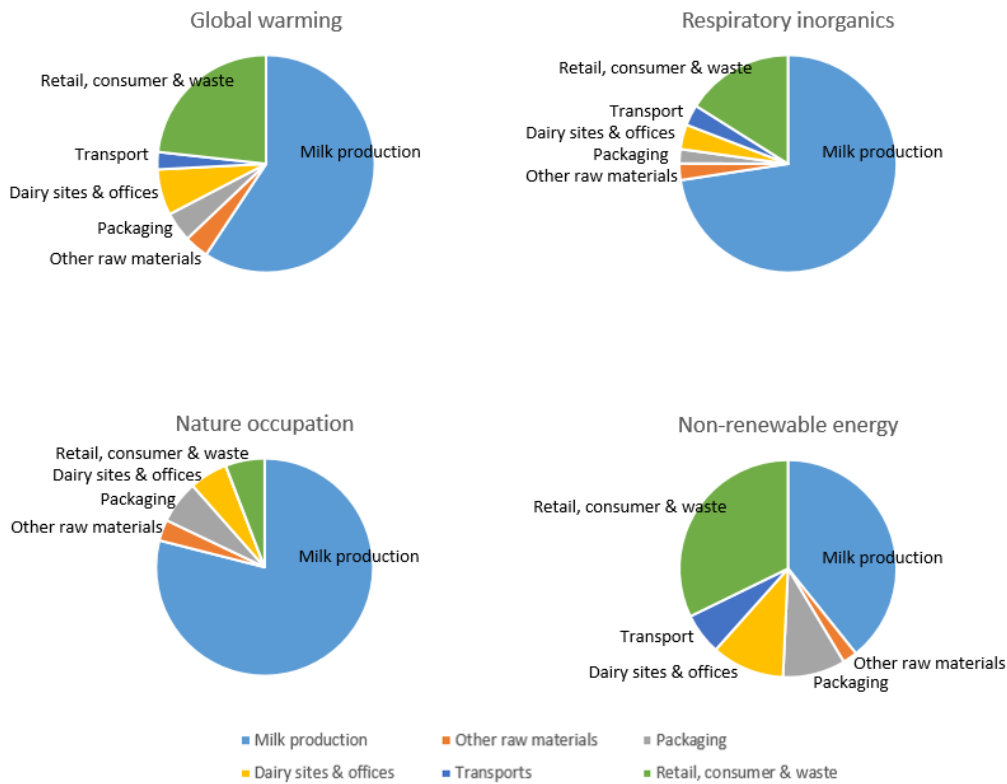 Global warming
Retail, consumer & waste
Transport
Dairy sites & offices
Packaging
Other raw materials
Milk production
Respiratory inorganics
Retail, consumer & waste
Transport
Dairy sites & offices
Packaging
Other raw materials
Milk production
Nature occupation
Retail, consumer & waste
Dairy sites & offices
Packaging
Other raw materials
Milk production
Non-renewable energy
Retail, consumer & waste
Milk production
Transport
Dairy sites & offices
Other raw materials
Packaging
Milk production Other raw materials Packaging
Dairy sites & offices Transports Retail, consumer & waste